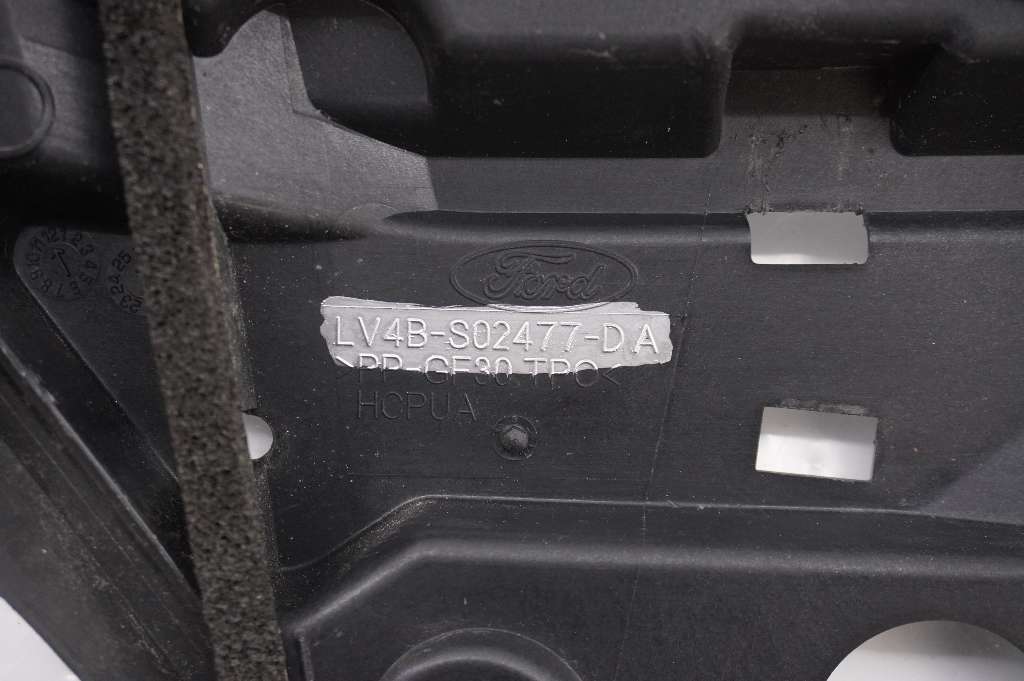 Ford
LV4B-S02477-DA
>PP-GF30 TPO<
HCPUA